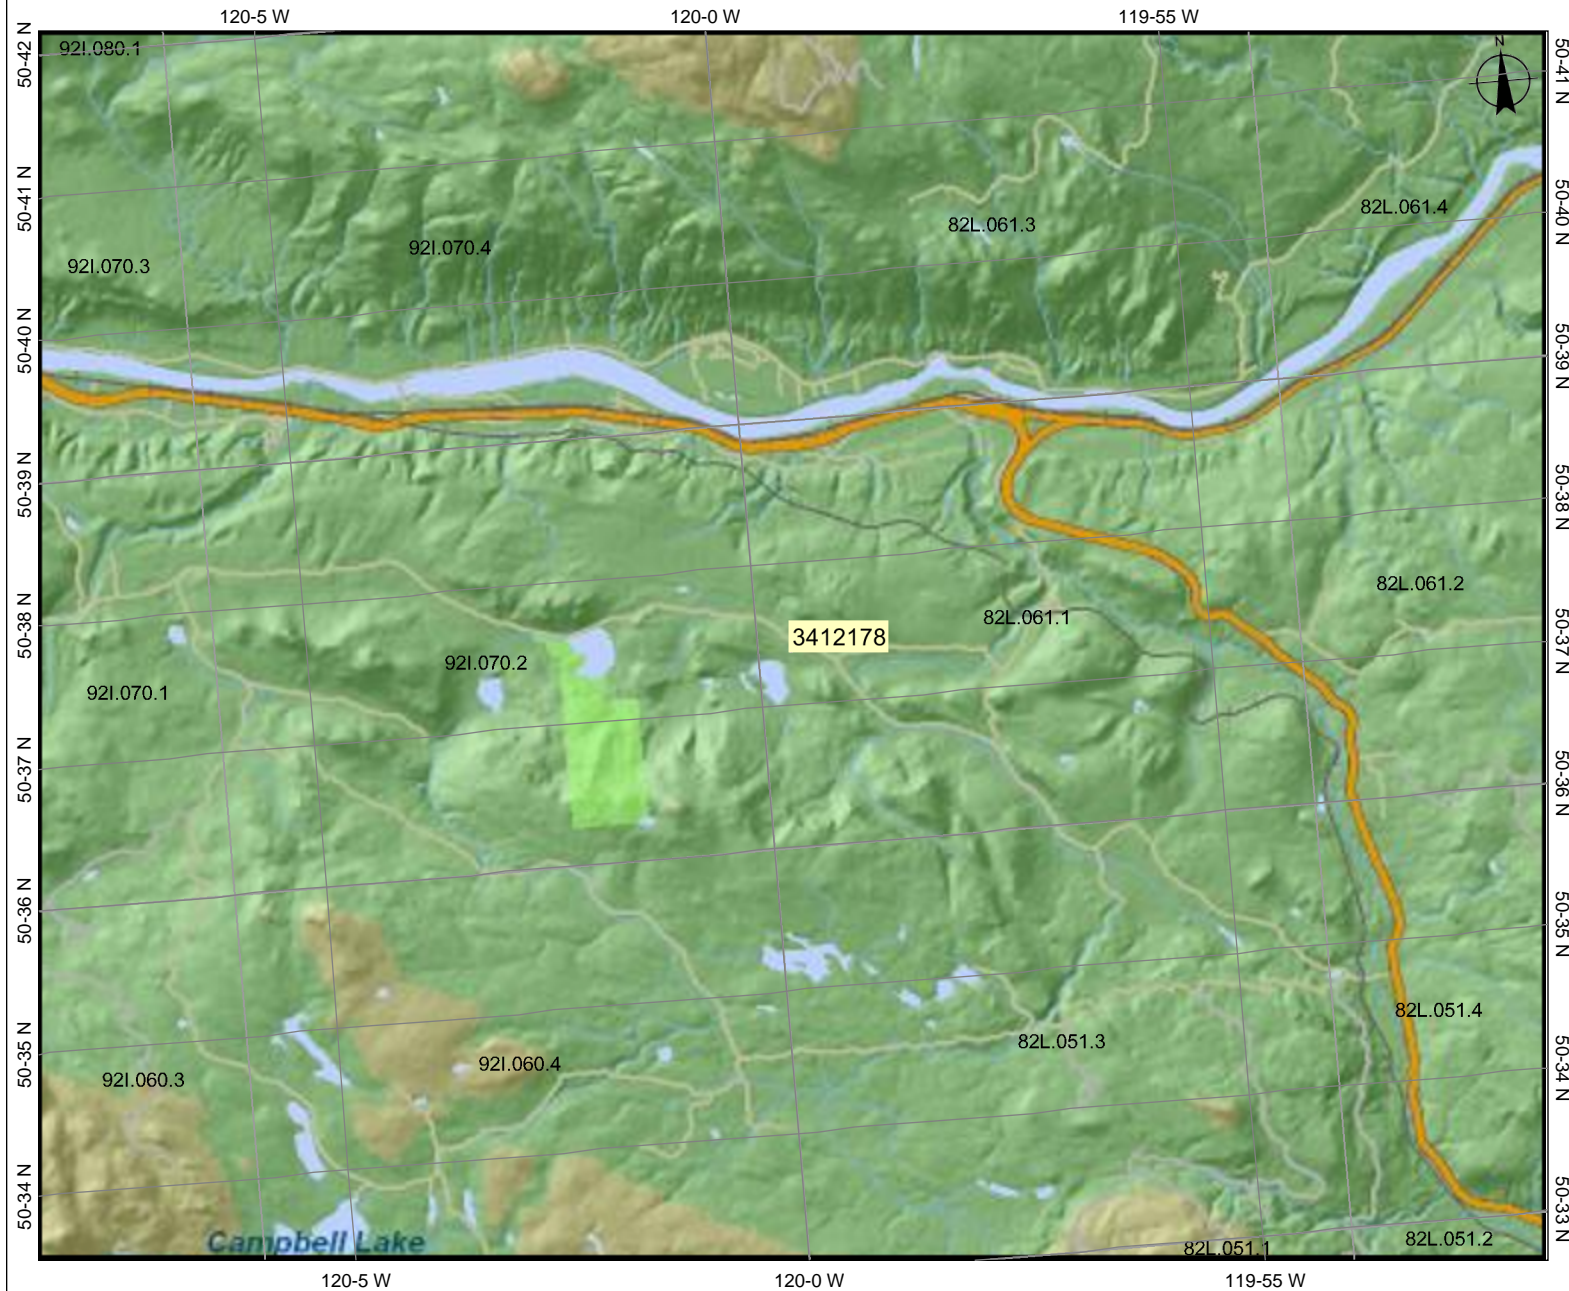 120-5 W
120-0 W
119-55 W
50-42 N
92I.080.1
50-41 N
N
50-41 N
82L.061.4
50-40 N
82L.061.3
92I.070.4
92I.070.3
50-40 N
50-39 N
50-39 N
50-38 N
82L.061.2
50-38 N
82L.061.1
3412178
50-37 N
92I.070.2
92I.070.1
50-37 N
50-36 N
50-36 N
50-35 N
82L.051.4
50-35 N
82L.051.3
92I.060.4
50-34 N
92I.060.3
50-34 N
50-33 N
Campbell Lake
82L.051.2
82L.051.1
120-5 W
120-0 W
119-55 W